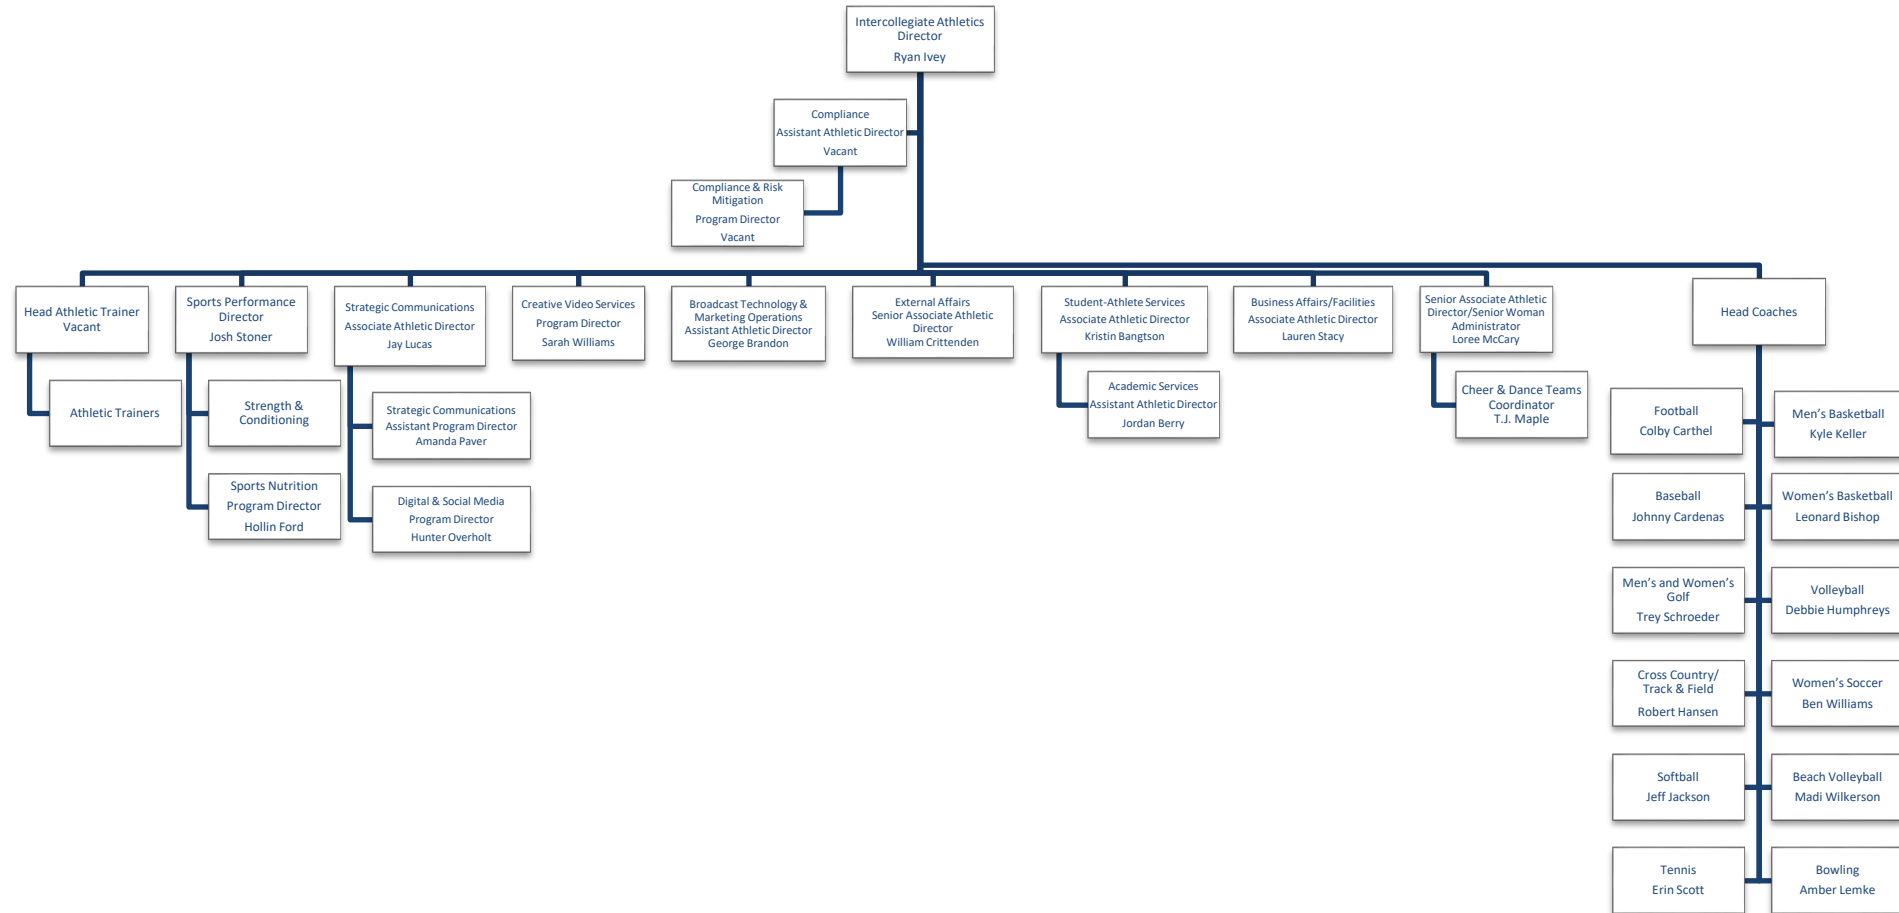 Intercollegiate Athletics
Director
Ryan Ivey
Compliance
Assistant Athletic Director
Vacant
Compliance & Risk
Mitigation
Program Director
Vacant
Head Athletic Trainer
Vacant
Athletic Trainers
Sports Performance
Director
Josh Stoner
Strength &
Conditioning
Sports Nutrition
Program Director
Hollin Ford
Strategic Communications
Associate Athletic Director
Jay Lucas
Strategic Communications
Assistant Program Director
Amanda Paver
Digital & Social Media
Program Director
Hunter Overholt
Creative Video Services
Program Director
Sarah Williams
Broadcast Technology &
Marketing Operations
Assistant Athletic Director
George Brandon
External Affairs
Senior Associate Athletic
Director
William Crittenden
Student-Athlete Services
Associate Athletic Director
Kristin Bangtson
Academic Services
Assistant Athletic Director
Jordan Berry
Business Affairs/Facilities
Associate Athletic Director
Lauren Stacy
Senior Associate Athletic
Director/Senior Woman
Administrator
Loree McCary
Cheer & Dance Teams
Coordinator
T.J. Maple
Head Coaches
Football
Colby Carthel
Men's Basketball
Kyle Keller
Baseball
Johnny Cardenas
Women's Basketball
Leonard Bishop
Men's and Women's
Golf
Trey Schroeder
Volleyball
Debbie Humphreys
Cross Country/
Track & Field
Robert Hansen
Women's Soccer
Ben Williams
Softball
Jeff Jackson
Beach Volleyball
Madi Wilkerson
Tennis
Erin Scott
Bowling
Amber Lemke